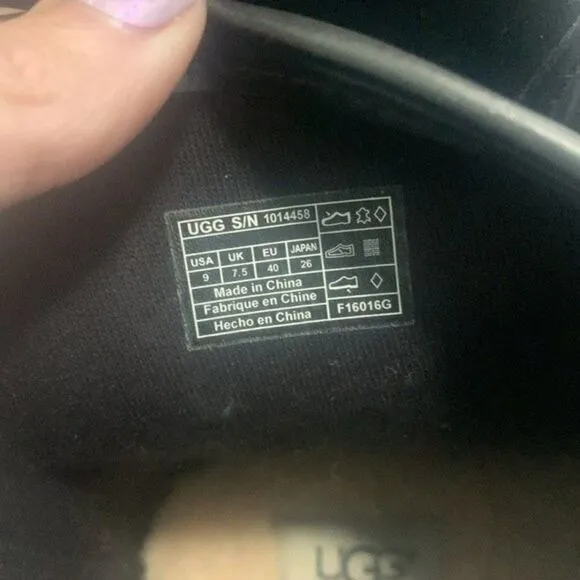 UGG S/N 1014458
USA UK EU JAPAN
9 7.5 40 26
Made in China
Fabrique en Chine
Hecho en China
F16016G
UGG